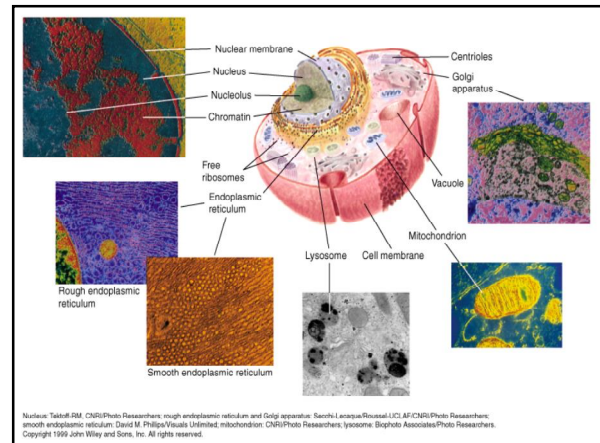 Nuclear membrane
Nucleus
Nucleolus
Chromatin
Centrioles
Golgi
apparatus
Free
ribosomes
Endoplasmic
reticulum
Vacuole
Mitochondrion
Lysosome
Cell membrane
Rough endoplasmic
reticulum
Smooth endoplasmic reticulum
Nucleus: Tektoff-RM, CNRI/Photo Researchers; rough endoplasmic reticulum and Golgi apparatus: Secchi-Lecaque/Roussel-UCLAF/CNRI/Photo Researchers;
smooth endoplasmic reticulum: David M. Phillips/Visuals Unlimited; mitochondrion: CNRI/Photo Researchers; lysosome: Biophoto Associates/Photo Researchers.
Copyright 1999 John Wiley and Sons, Inc. All rights reserved.